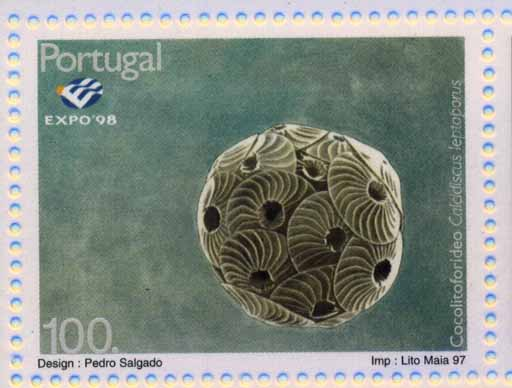 Portugal
EXPO'98
Cocolitoforídeo Calcidiscus leptoporus
100.
Design : Pedro Salgado
Imp : Lito Maia 97